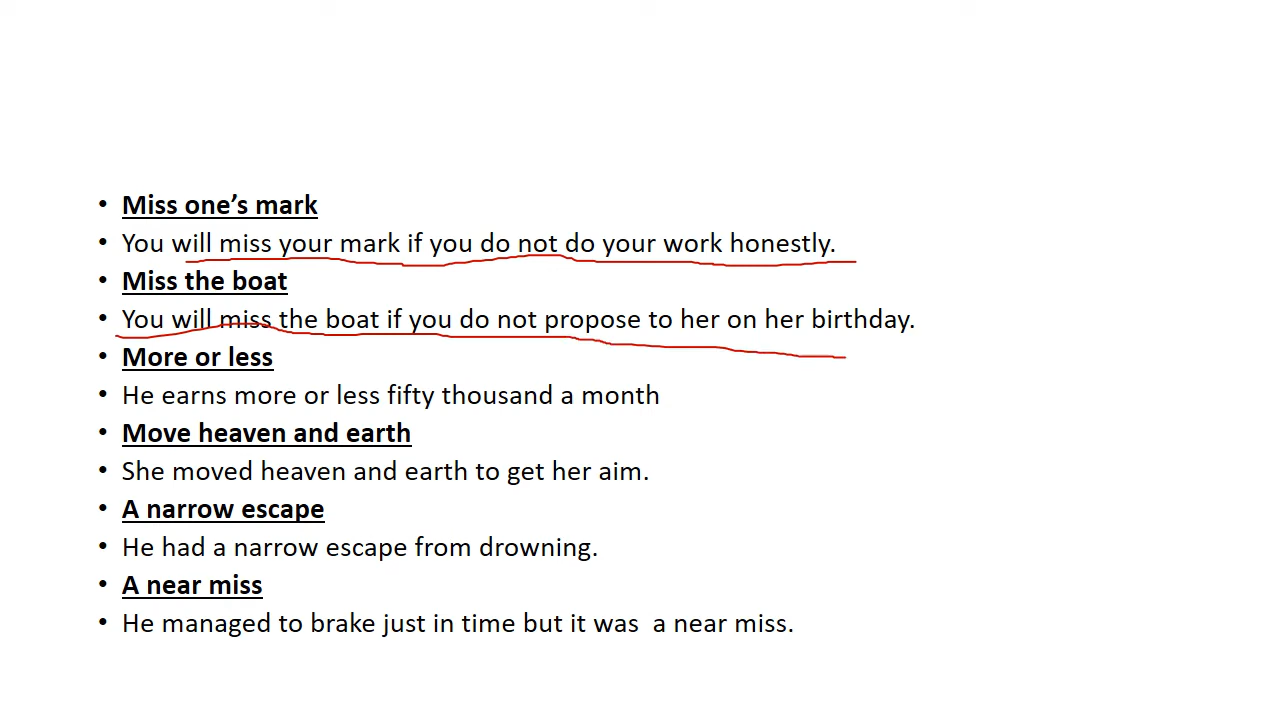 • Miss one’s mark
• You will miss your mark if you do not do your work honestly.
• Miss the boat
• You will miss the boat if you do not propose to her on her birthday.
• More or less
• He earns more or less fifty thousand a month
• Move heaven and earth
• She moved heaven and earth to get her aim.
• A narrow escape
• He had a narrow escape from drowning.
• A near miss
• He managed to brake just in time but it was  a near miss.